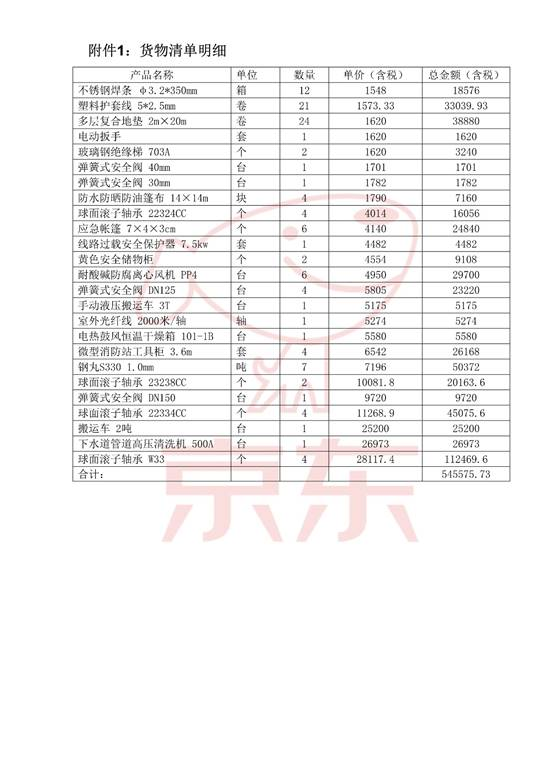 附件1：货物清单明细
产品名称 单位 数量 单价（含税） 总金额（含税）
不锈钢焊条 φ3.2*350mm 箱 12 1548 18576
塑料护套线 5*2.5mm 卷 21 1573.33 33039.93
多层复合地垫 2m×20m 卷 24 1620 38880
电动扳手 套 1 1620 1620
玻璃钢绝缘梯 703A 个 2 1620 3240
弹簧式安全阀 40mm 台 1 1701 1701
弹簧式安全阀 30mm 台 1 1782 1782
防水防晒防油篷布 14×14m 块 4 1790 7160
球面滚子轴承 22324CC 个 4 4014 16056
应急帐篷 7×4×3cm 个 6 4140 24840
线路过载安全保护器 7.5kw 套 1 4482 4482
黄色安全储物柜 个 2 4554 9108
耐酸碱防腐离心风机 PP4 台 6 4950 29700
弹簧式安全阀 DN125 台 4 5805 23220
手动液压搬运车 3T 台 1 5175 5175
室外光纤线 2000米/轴 轴 1 5274 5274
电热鼓风恒温干燥箱 101-1B 台 1 5580 5580
微型消防站工具柜 3.6m 套 4 6542 26168
钢丸S330 1.0mm 吨 7 7196 50372
球面滚子轴承 23238CC 个 2 10081.8 20163.6
弹簧式安全阀 DN150 台 1 9720 9720
球面滚子轴承 22334CC 个 4 11268.9 45075.6
搬运车 2吨 台 1 25200 25200
下水道管道高压清洗机 500A 台 1 26973 26973
球面滚子轴承 W33 个 4 28117.4 112469.6
合计： 545575.73
京东